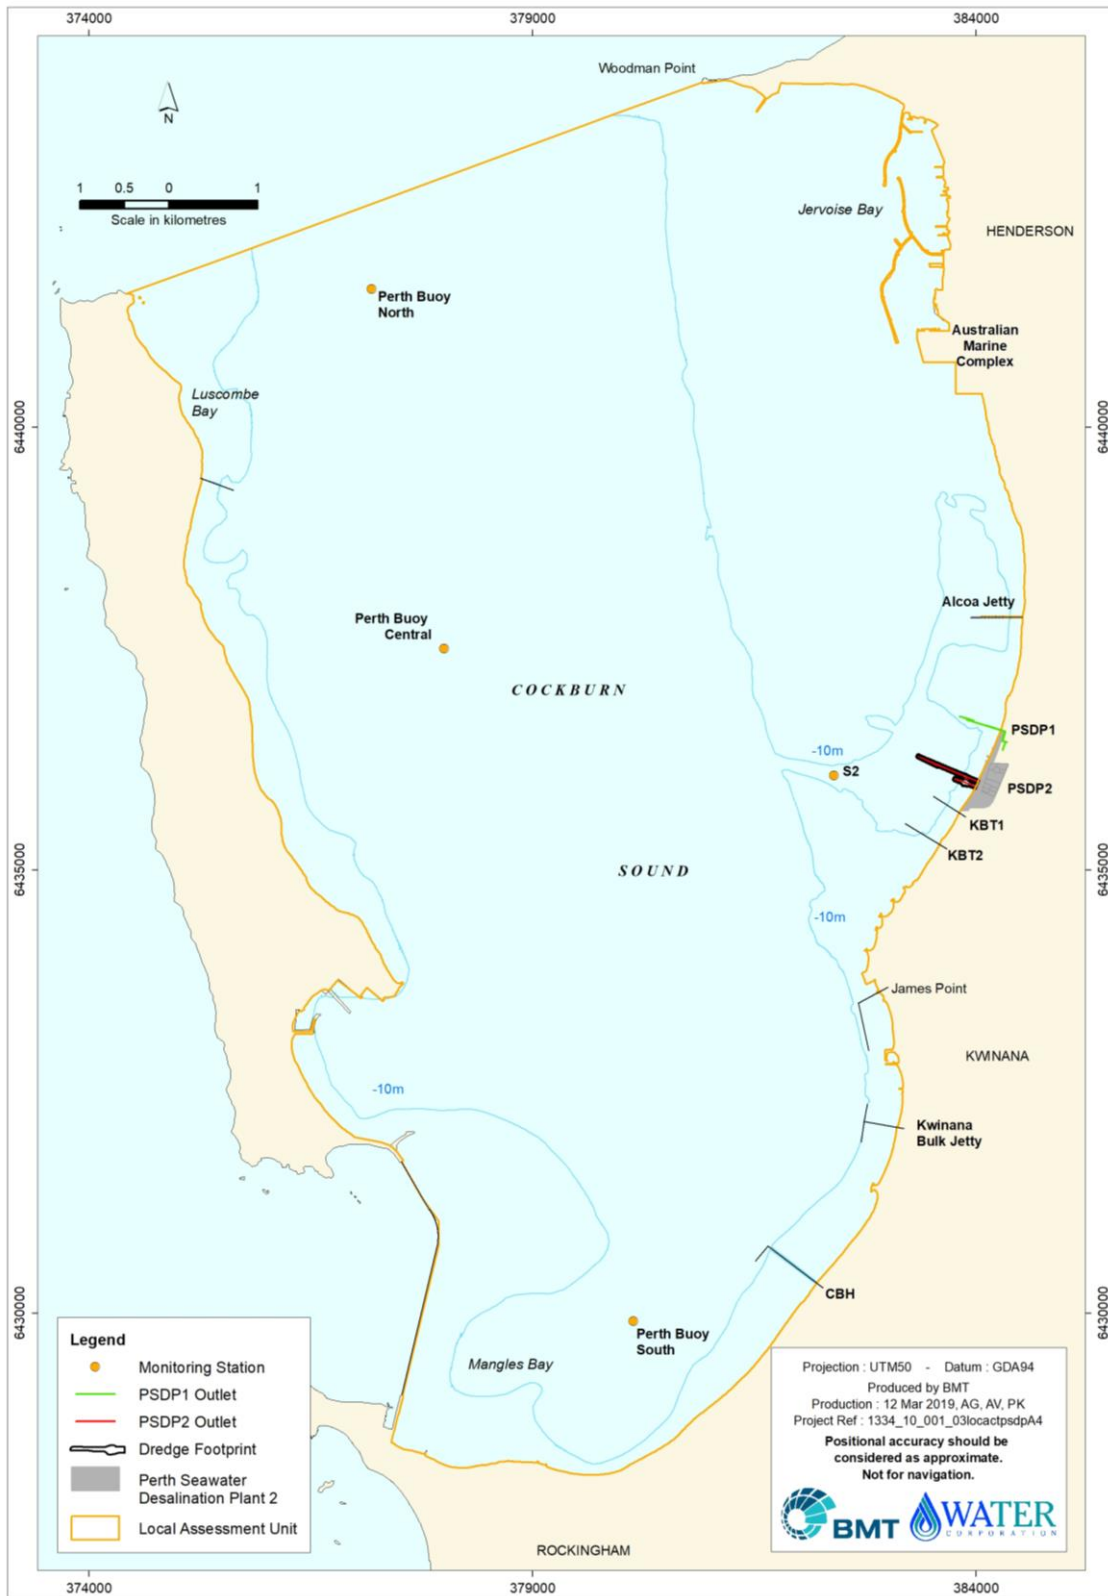 374000
379000
384000
Woodman Point
N
1 0.5 0 1
Scale in kilometres
Jervoise Bay
HENDERSON
Perth Buoy
North
Australian
Marine
Complex
Luscombe
Bay
6440000
6440000
Alcoa Jetty
Perth Buoy
Central
COCKBURN
PSDP1
-10m
S2
PSDP2
KBT1
KBT2
SOUND
6435000
6435000
-10m
James Point
KWINANA
-10m
Kwinana
Bulk Jetty
CBH
6430000
6430000
Perth Buoy
South
Mangles Bay
Legend
Monitoring Station
PSDP1 Outlet
PSDP2 Outlet
Dredge Footprint
Perth Seawater
Desalination Plant 2
Local Assessment Unit
Projection : UTM50 - Datum : GDA94
Produced by BMT
Production : 12 Mar 2019, AG, AV, PK
Project Ref : 1334_10_001_03locactpsdpA4
Positional accuracy should be
considered as approximate.
Not for navigation.
BMT
WATER
CORPORATION
ROCKINGHAM
374000
379000
384000